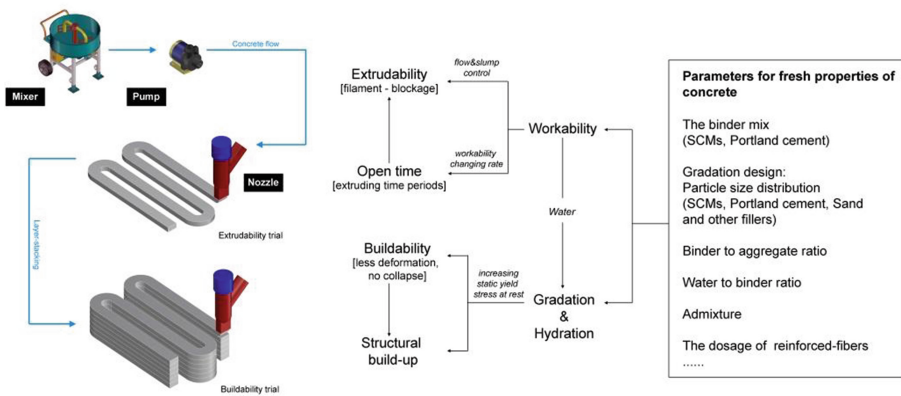 Mixer
Pump
Concrete flow
Nozzle
Extrudability trial
Layer-stacking
Buildability trial
Extrudability
[filament - blockage]
flow&slump
control
Workability
workability
changing rate
Open time
[extruding time periods]
Water
Buildability
[less deformation,
no collapse]
increasing
static yield
stress at rest
Gradation
&
Hydration
Structural
build-up
Parameters for fresh properties of
concrete
The binder mix
(SCMs, Portland cement)
Gradation design:
Particle size distribution
(SCMs, Portland cement, Sand
and other fillers)
Binder to aggregate ratio
Water to binder ratio
Admixture
The dosage of reinforced-fibers
......